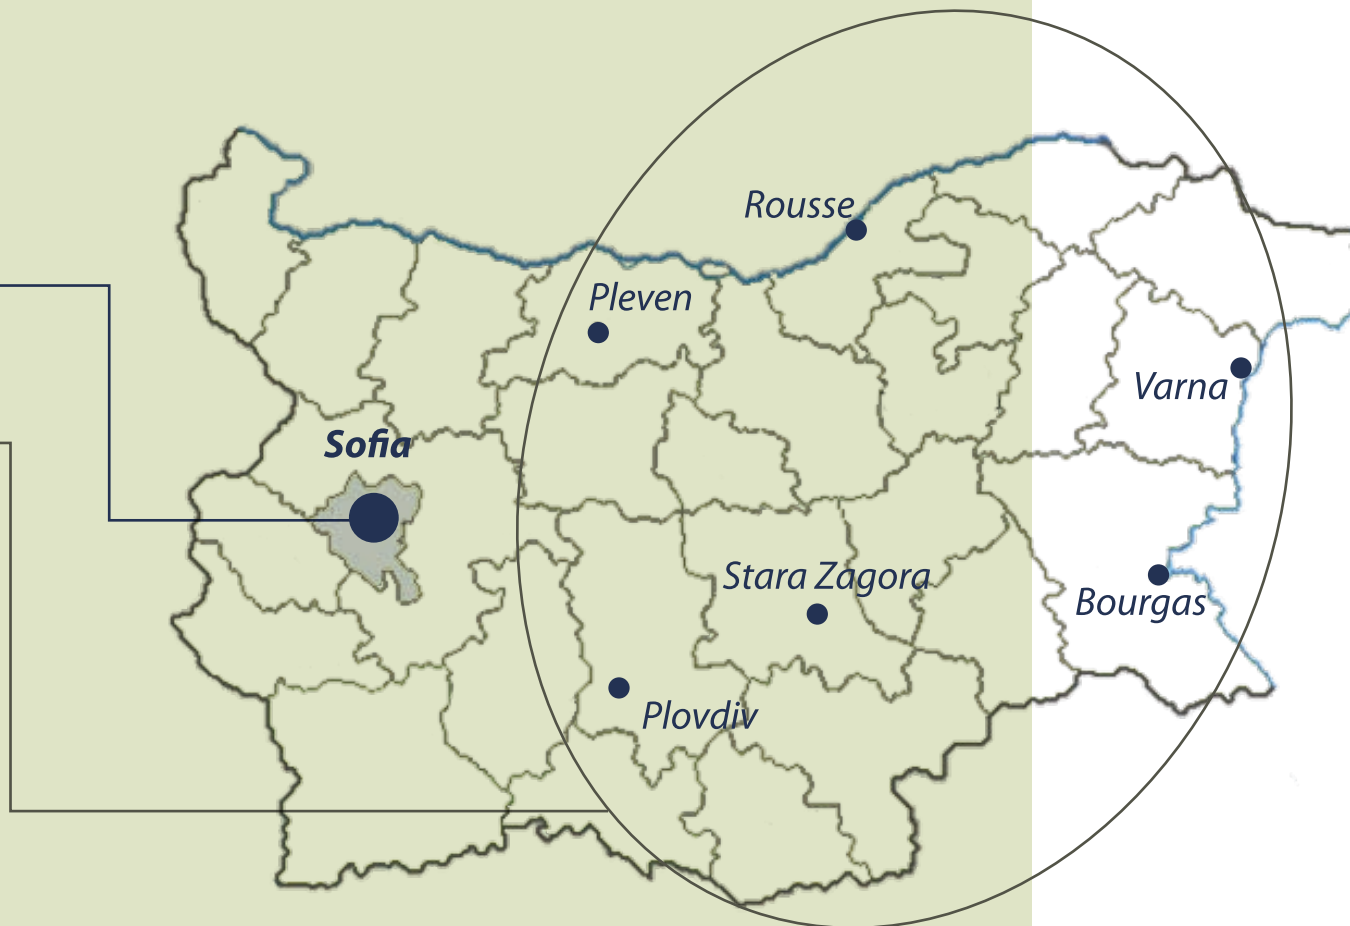 Rousse
Pleven
Varna
Sofia
Stara Zagora
Bourgas
Plovdiv